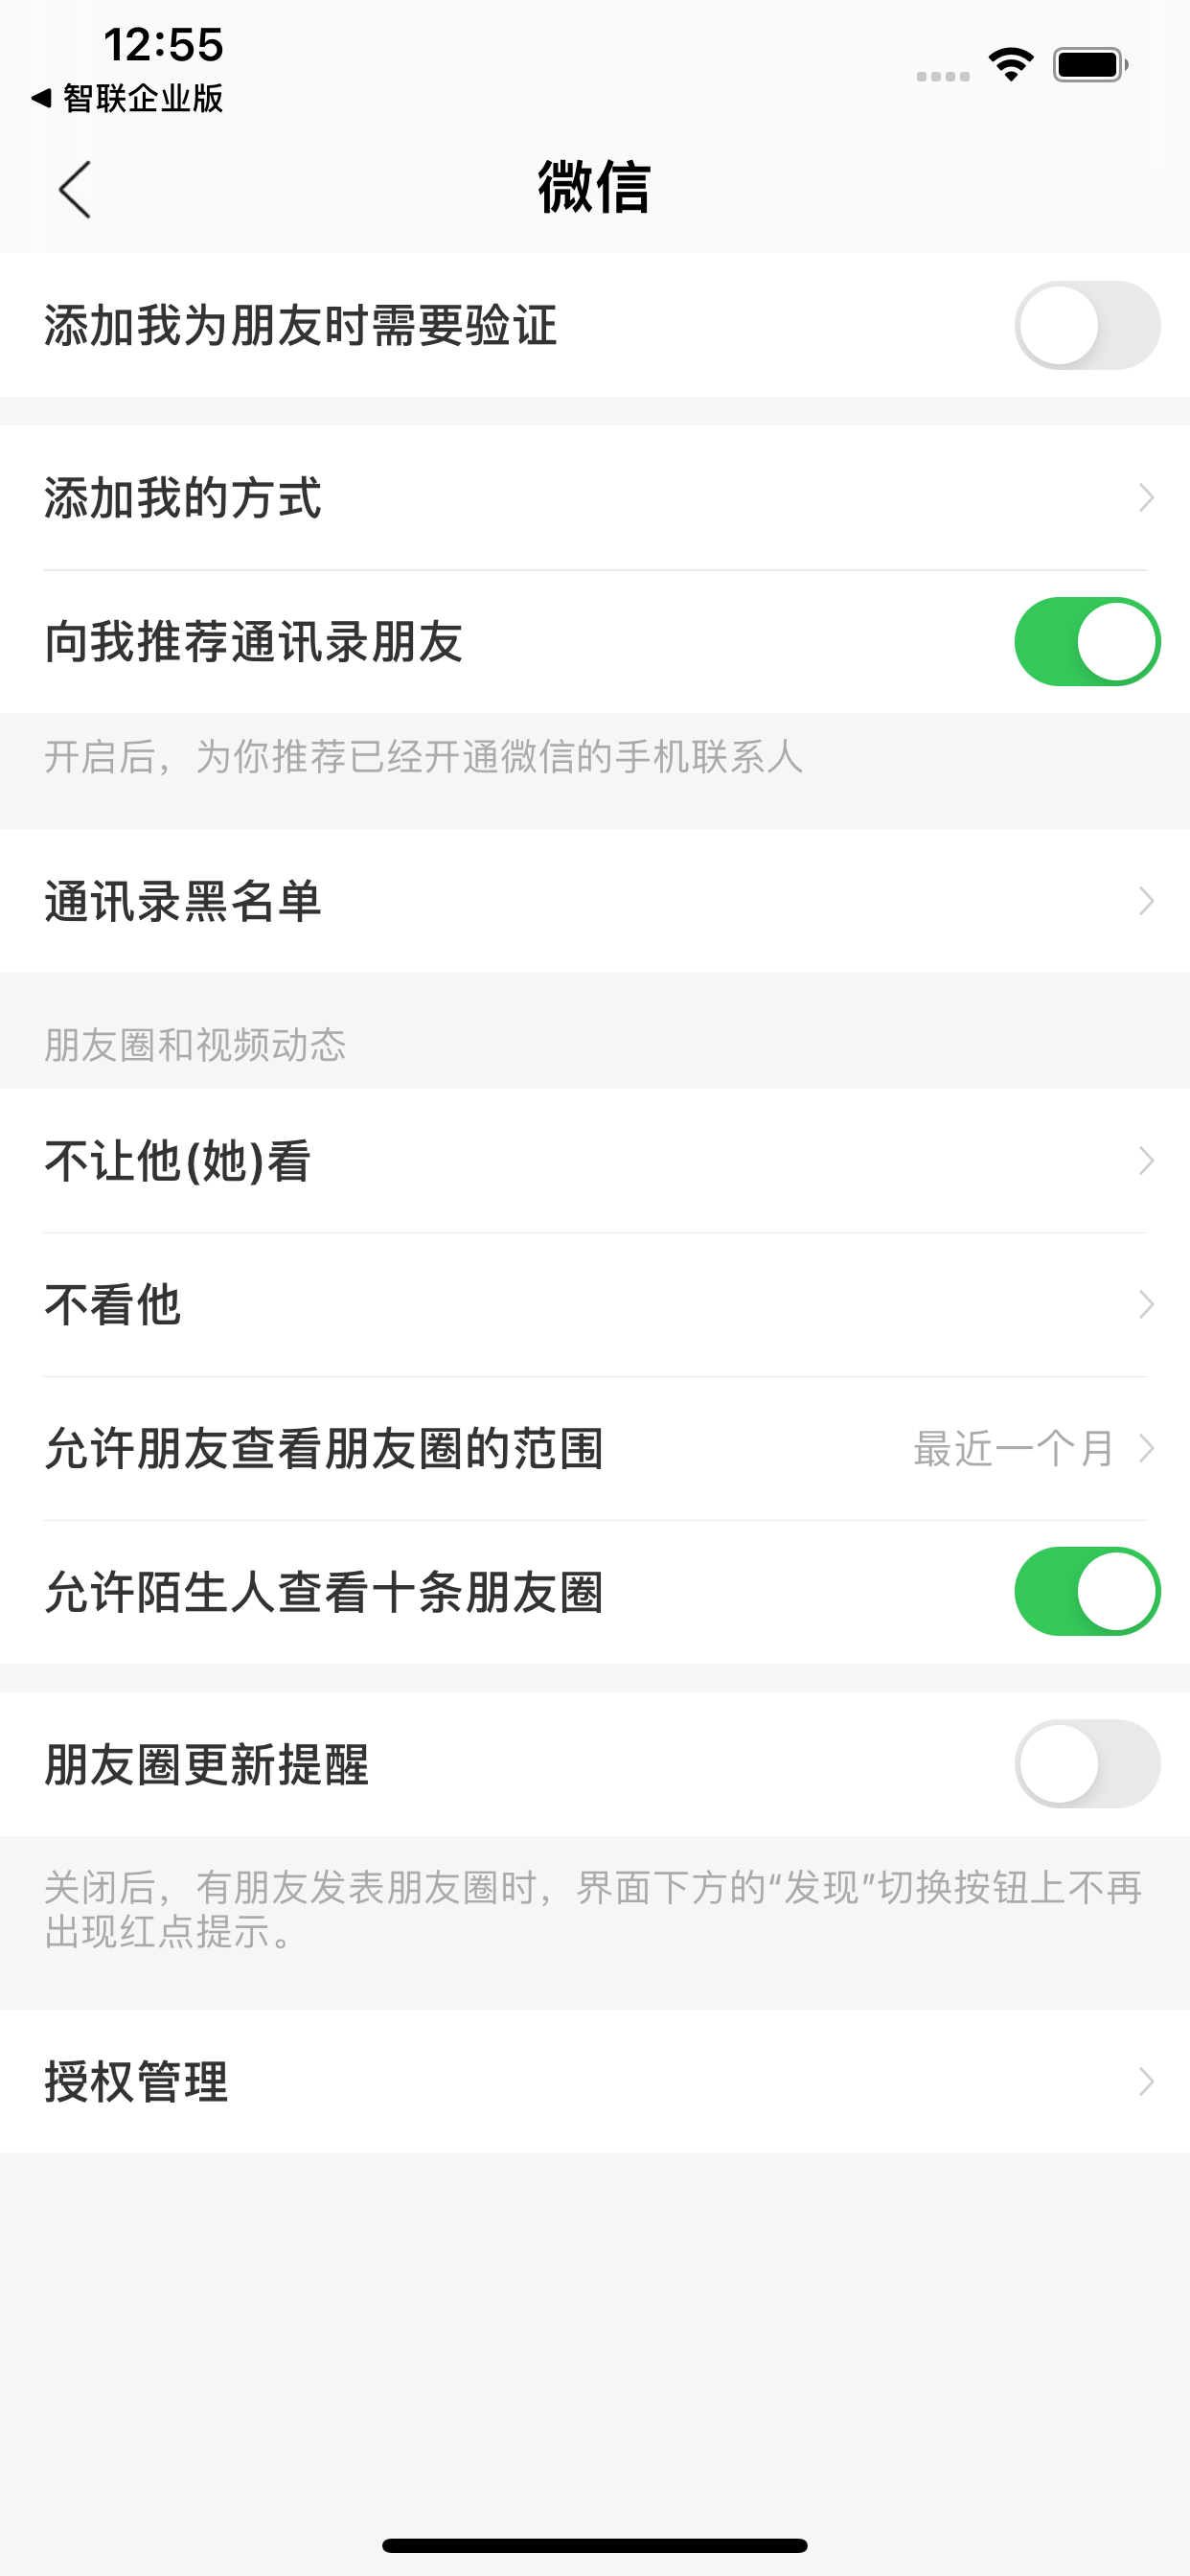 12:55
智联企业版
微信
添加我为朋友时需要验证
添加我的方式
向我推荐通讯录朋友
开启后，为你推荐已经开通微信的手机联系人
通讯录黑名单
朋友圈和视频动态
不让他(她)看
不看他
允许朋友查看朋友圈的范围 最近一个月
允许陌生人查看十条朋友圈
朋友圈更新提醒
关闭后，有朋友发表朋友圈时，界面下方的“发现”切换按钮上不再
出现红点提示。
授权管理